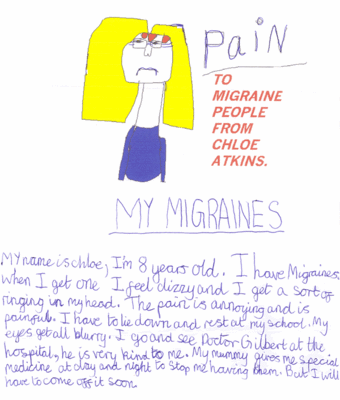 PAiN
TO
MIGRAINE
PEOPLE
FROM
CHLOE
ATKINS.
MY MIGRAINES
MY name is chloe, I'm 8 years old. I have Migraines
when I get one I feel dizzy and I get a sort of
ringing in my head. The pain is annoying and is
painful. I have to lie down and rest at my school. My
eyes get all blurry. I go and see Doctor Gilbert at the
hospital, he is very kind to me. My mummy gives me special
medicine at day and night to stop me having them. But I will
have to come off it soon.